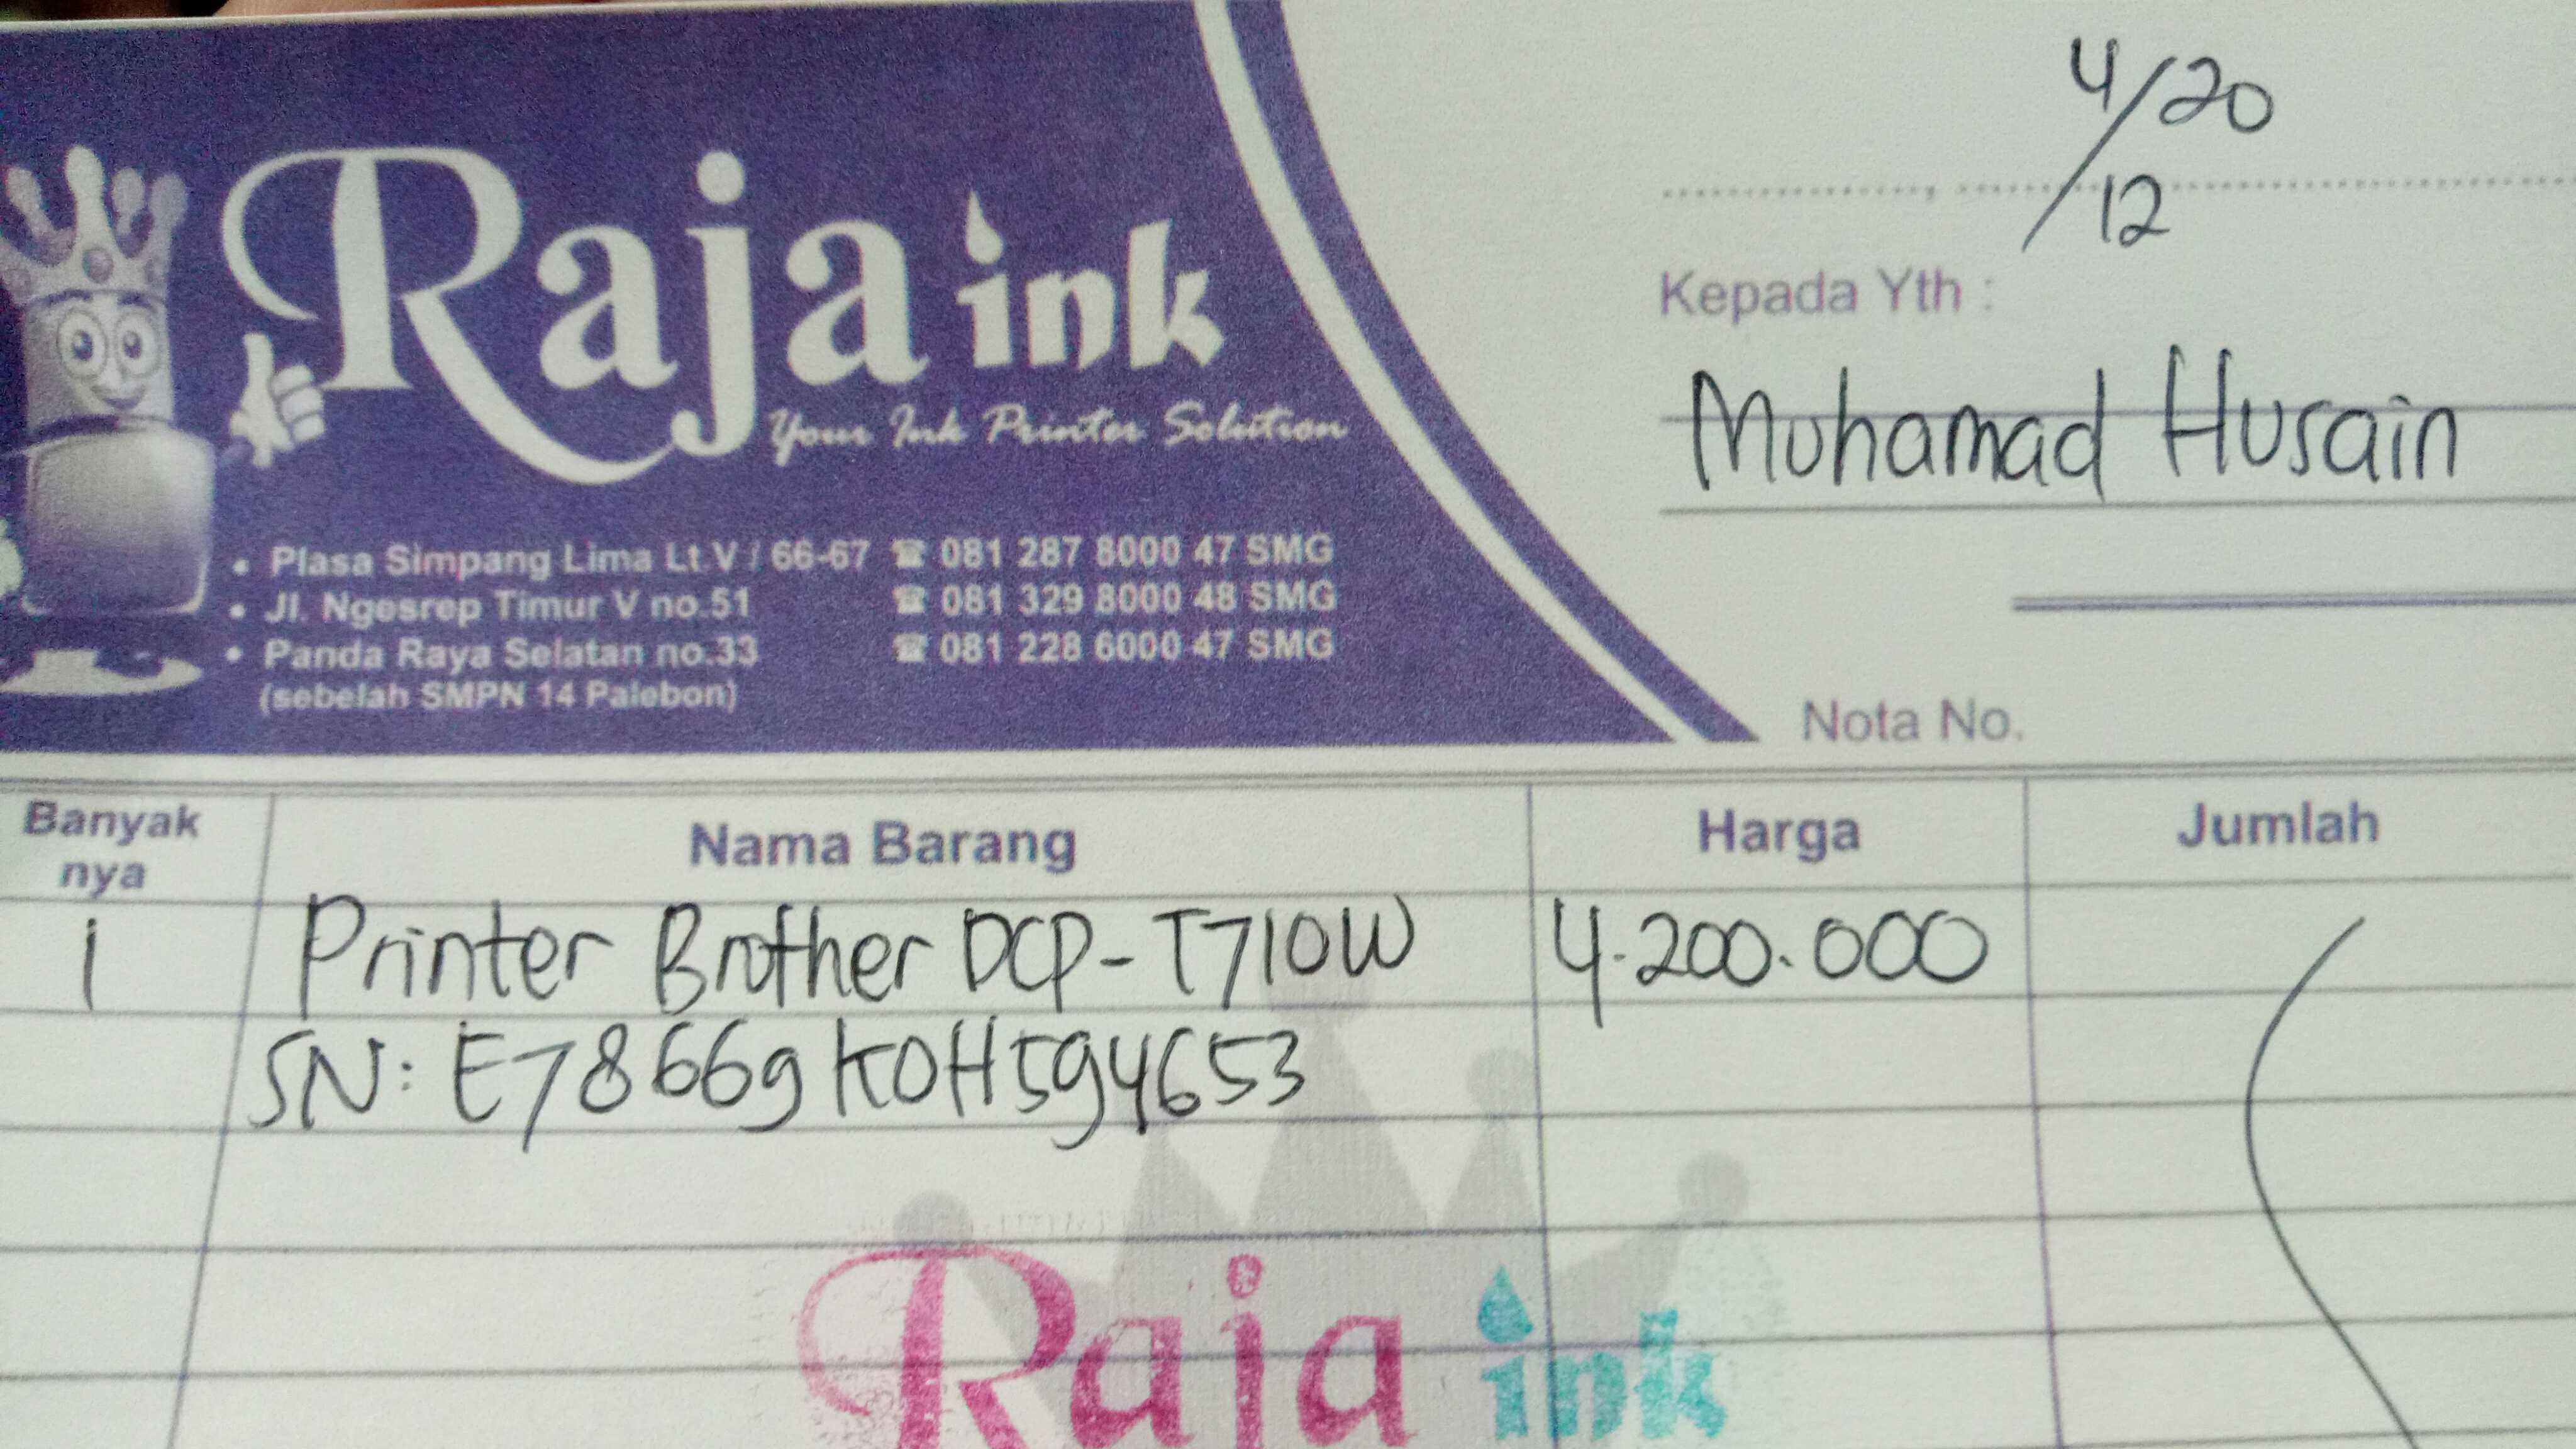 4/20
12
Raja ink
Your Ink Printer Solution
• Plasa Simpang Lima Lt.V / 66-67 ☎ 081 287 8000 47 SMG
• Jl. Ngesrep Timur V no.51 ☎ 081 329 8000 48 SMG
• Panda Raya Selatan no.33 ☎ 081 228 6000 47 SMG
(sebelah SMPN 14 Palebon)
Kepada Yth :
Muhamad Husain
Nota No.
Banyak nya Nama Barang Harga Jumlah
1 Printer Brother DCP-T710W 4.200.000
SN: E78669K0H594653
Raja ink